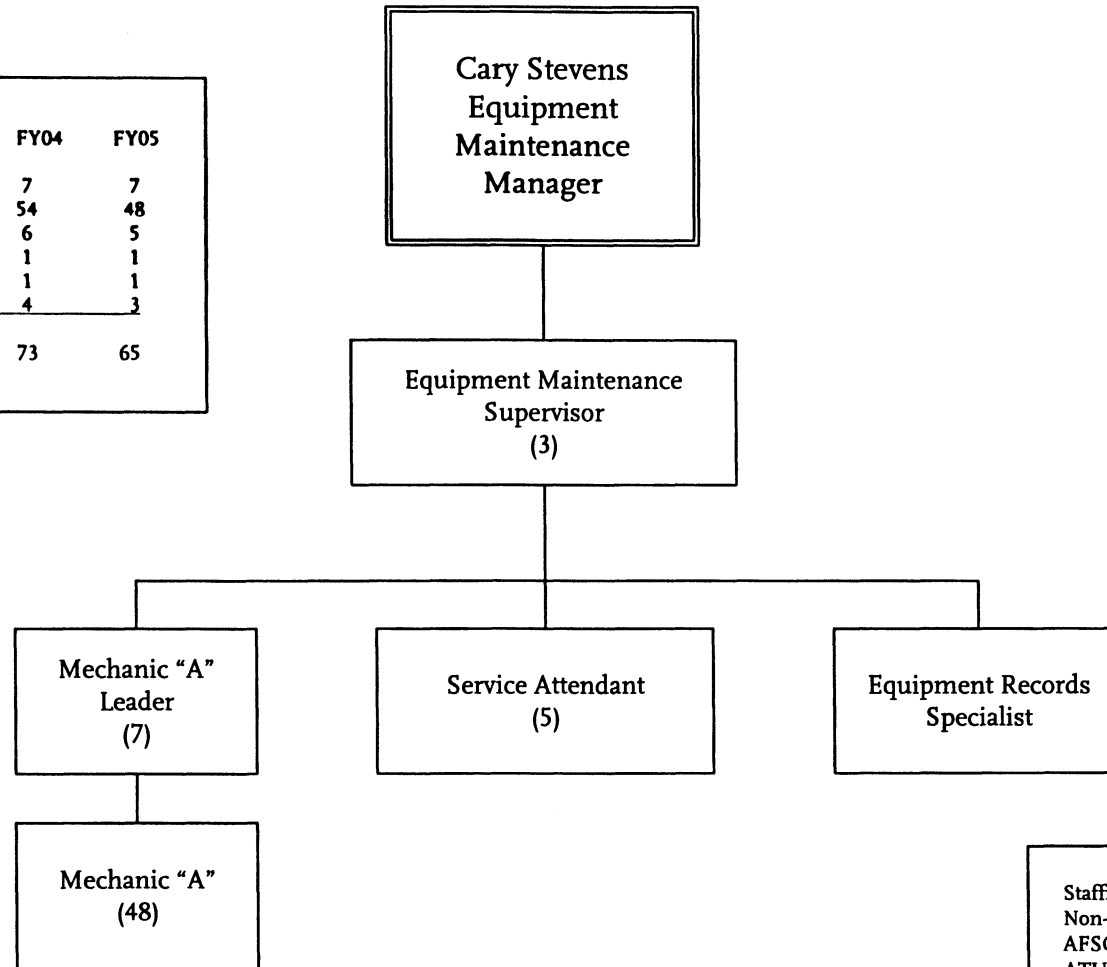 Cary Stevens
Equipment
Maintenance
Manager
FY04 FY05
7 7
54 48
6 5
1 1
1 1
4 3
73 65
Equipment Maintenance
Supervisor
(3)
Mechanic “A”
Leader
(7)
Service Attendant
(5)
Equipment Records
Specialist
Mechanic “A”
(48)
Non-